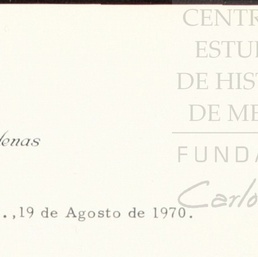 CENTR
ESTU
DE HIST
DE ME
FUNDA
Carlo
denas
.,19 de Agosto de 1970.